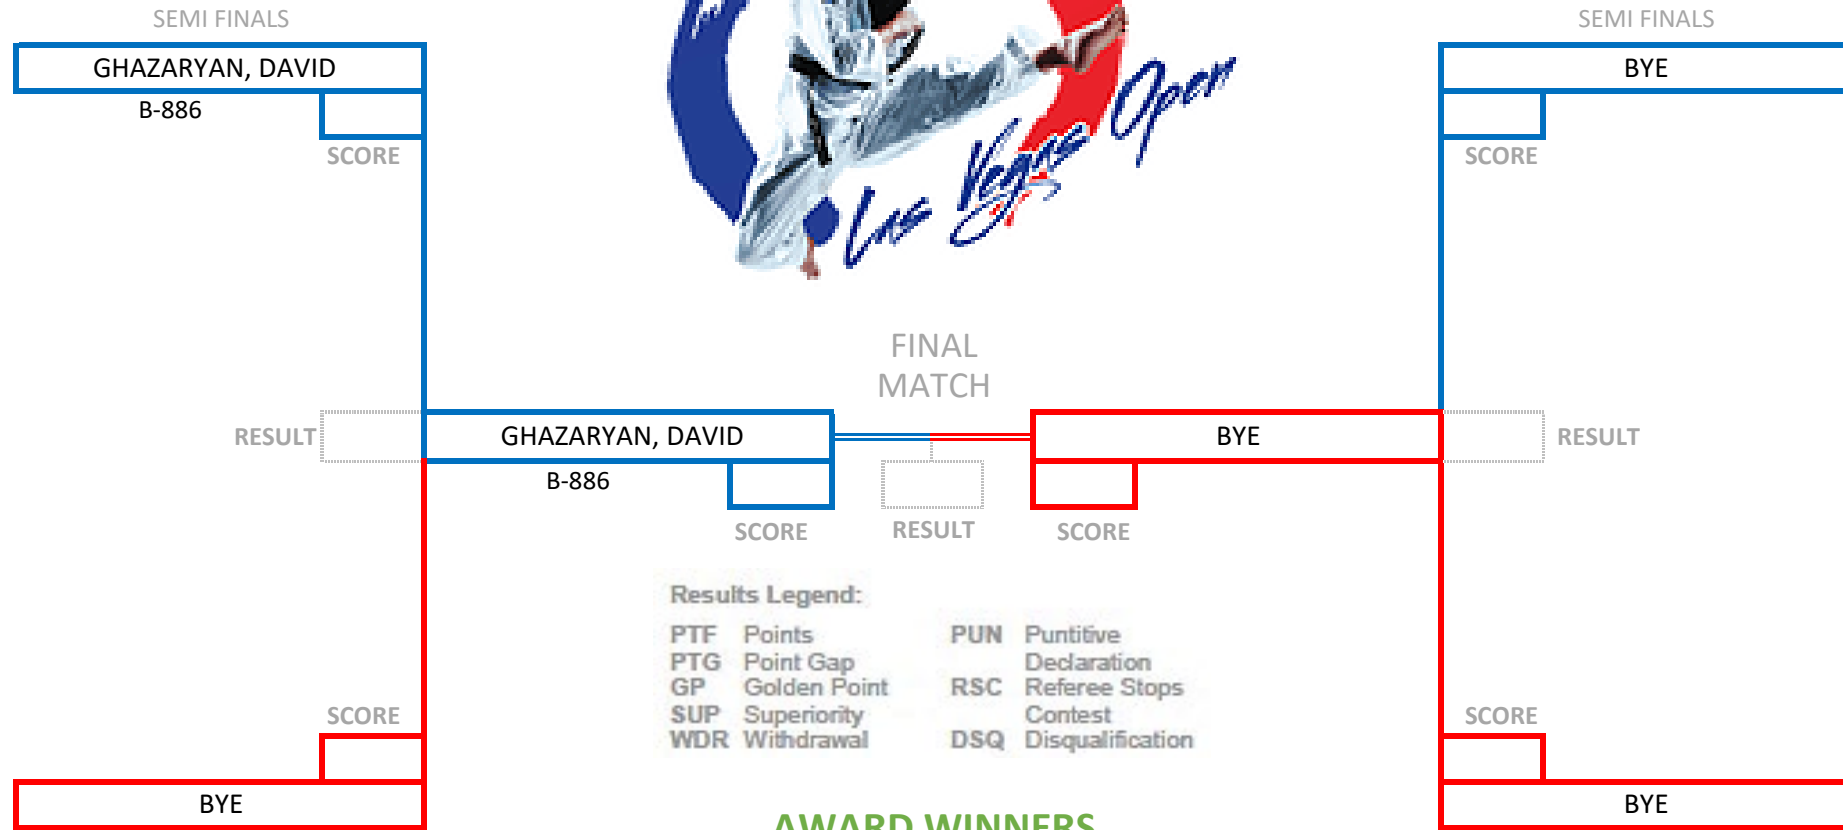 SEMI FINALS
SEMI FINALS
GHAZARYAN, DAVID
BYE
B-886
SCORE
SCORE
Las Vegas Open
FINAL
MATCH
RESULT
GHAZARYAN, DAVID
BYE
RESULT
B-886
SCORE
RESULT
SCORE
Results Legend:
PTF Points
PTG Point Gap
GP Golden Point
SUP Superiority
WDR Withdrawal
PUN Puntitive
Declaration
RSC Referee Stops
Contest
DSQ Disqualification
SCORE
SCORE
BYE
BYE
AWARD WINNERS